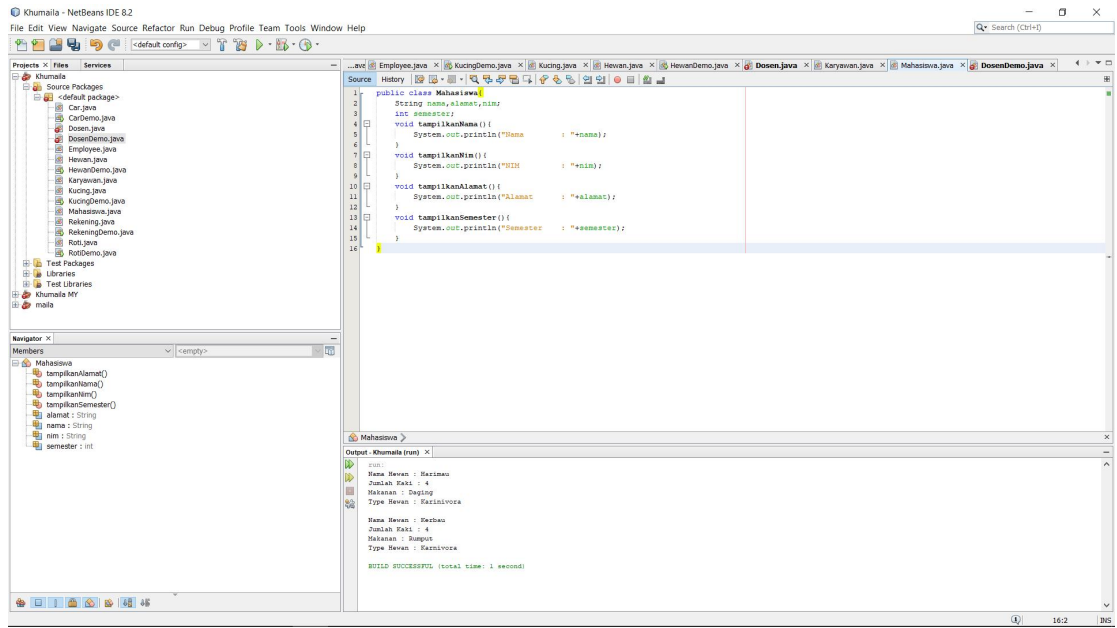 Khumaila - NetBeans IDE 8.2
File Edit View Navigate Source Refactor Run Debug Profile Team Tools Window Help
Search (Ctrl+I)
<default config>
Projects × Files Services
Khumaila
Source Packages
<default package>
Car.java
CarDemo.java
Dosen.java
DosenDemo.java
Employee.java
Hewan.java
HewanDemo.java
Karyawan.java
Kucing.java
KucingDemo.java
Mahasiswa.java
Rekening.java
RekeningDemo.java
Roti.java
RotiDemo.java
Test Packages
Libraries
Test Libraries
Khumaila MY
maila
Navigator ×
Members <empty>
Mahasiswa
tampilkanAlamat()
tampilkanNama()
tampilkanNim()
tampilkanSemester()
alamat : String
nama : String
nim : String
semester : int
...ava Employee.java × KucingDemo.java × Kucing.java × Hewan.java × HewanDemo.java × Dosen.java × Karyawan.java × Mahasiswa.java × DosenDemo.java ×
Source History
1 public class Mahasiswa{
2 String nama,alamat,nim;
3 int semester;
4 void tampilkanNama(){
5 System.out.println("Nama : "+nama);
6 }
7 void tampilkanNim(){
8 System.out.println("NIM : "+nim);
9 }
10 void tampilkanAlamat(){
11 System.out.println("Alamat : "+alamat);
12 }
13 void tampilkanSemester(){
14 System.out.println("Semester : "+semester);
15 }
16 }
Mahasiswa
Output - Khumaila (run) ×
run:
Nama Hewan : Harimau
Jumlah Kaki : 4
Makanan : Daging
Type Hewan : Karinivora
Nama Hewan : Kerbau
Jumlah Kaki : 4
Makanan : Rumput
Type Hewan : Karnivora
BUILD SUCCESSFUL (total time: 1 second)
16:2 INS